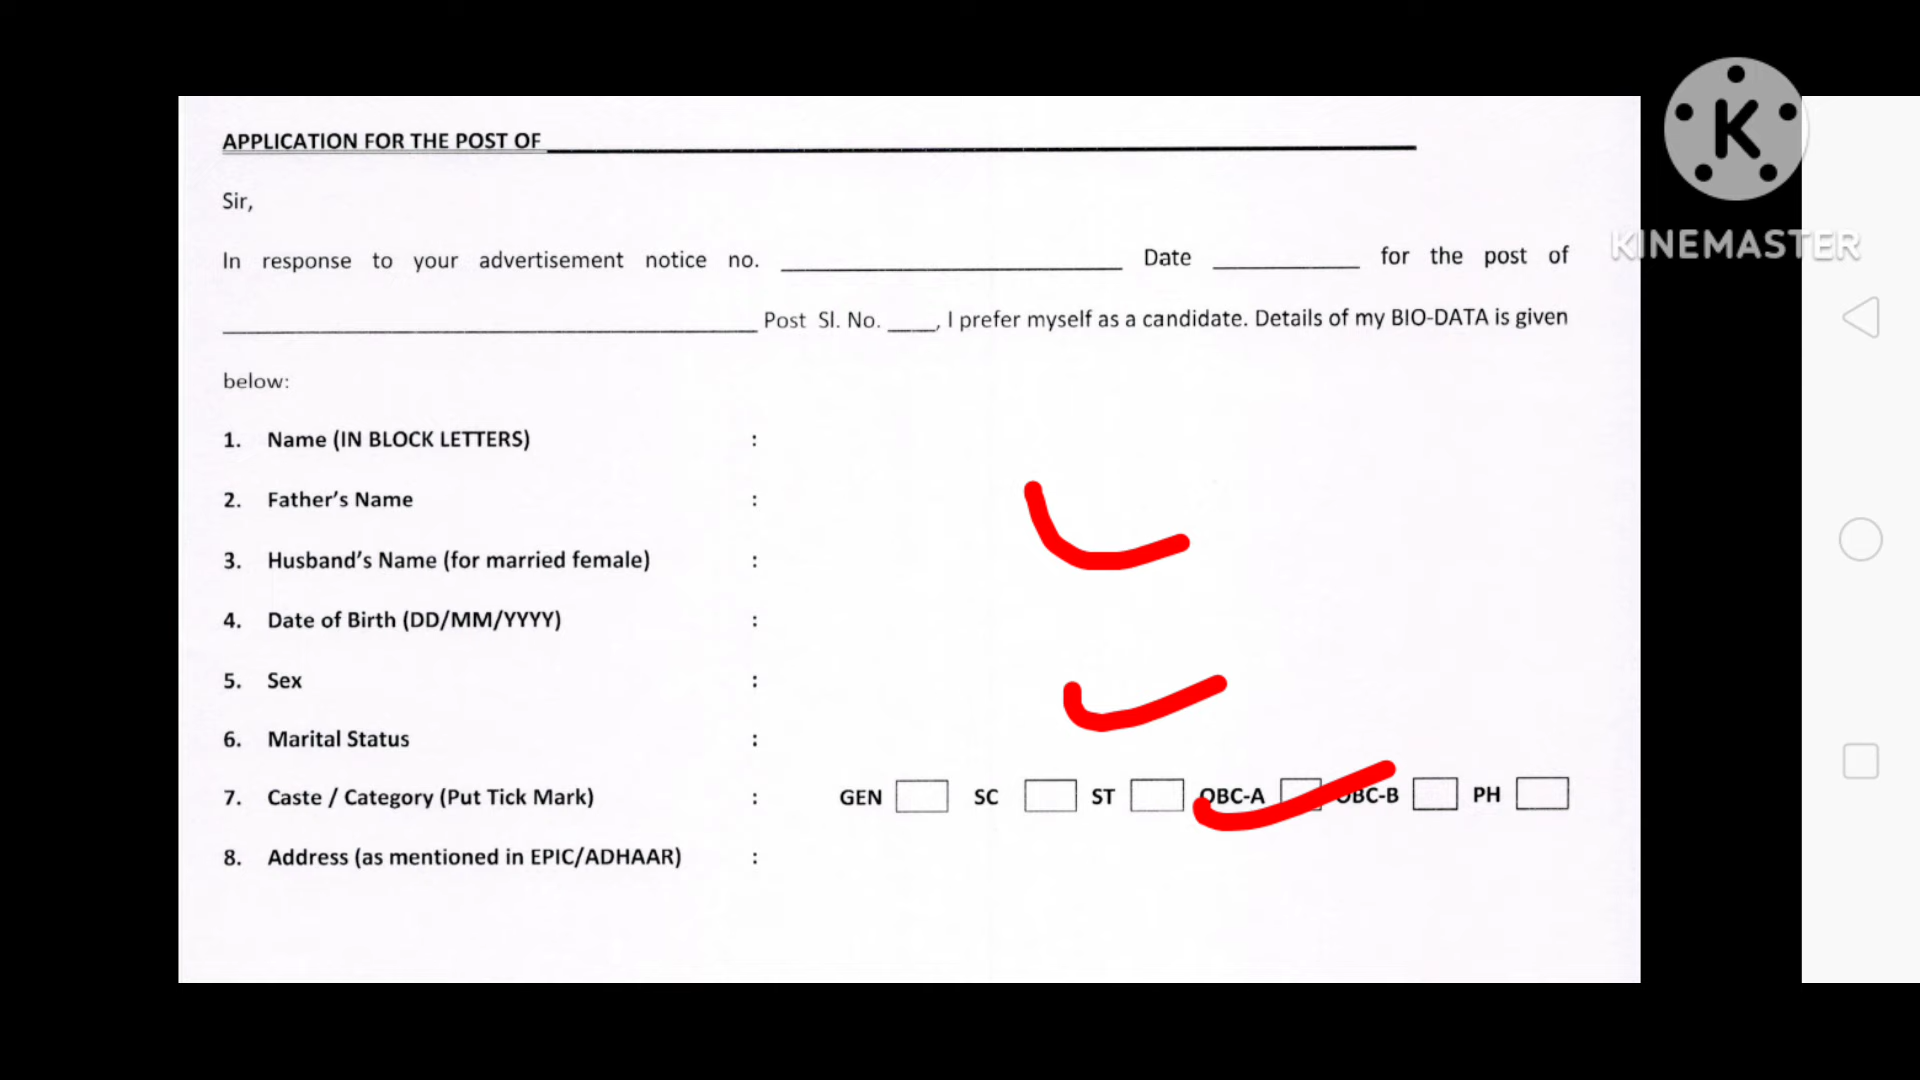 APPLICATION FOR THE POST OF
Sir,
In response to your advertisement notice no. Date for the post of
Post Sl. No. , I prefer myself as a candidate. Details of my BIO-DATA is given
below:
1. Name (IN BLOCK LETTERS) :
2. Father's Name :
3. Husband's Name (for married female) :
4. Date of Birth (DD/MM/YYYY) :
5. Sex :
6. Marital Status :
7. Caste / Category (Put Tick Mark) : GEN SC ST OBC-A OBC-B PH
8. Address (as mentioned in EPIC/ADHAAR) :
K
KINEMASTER